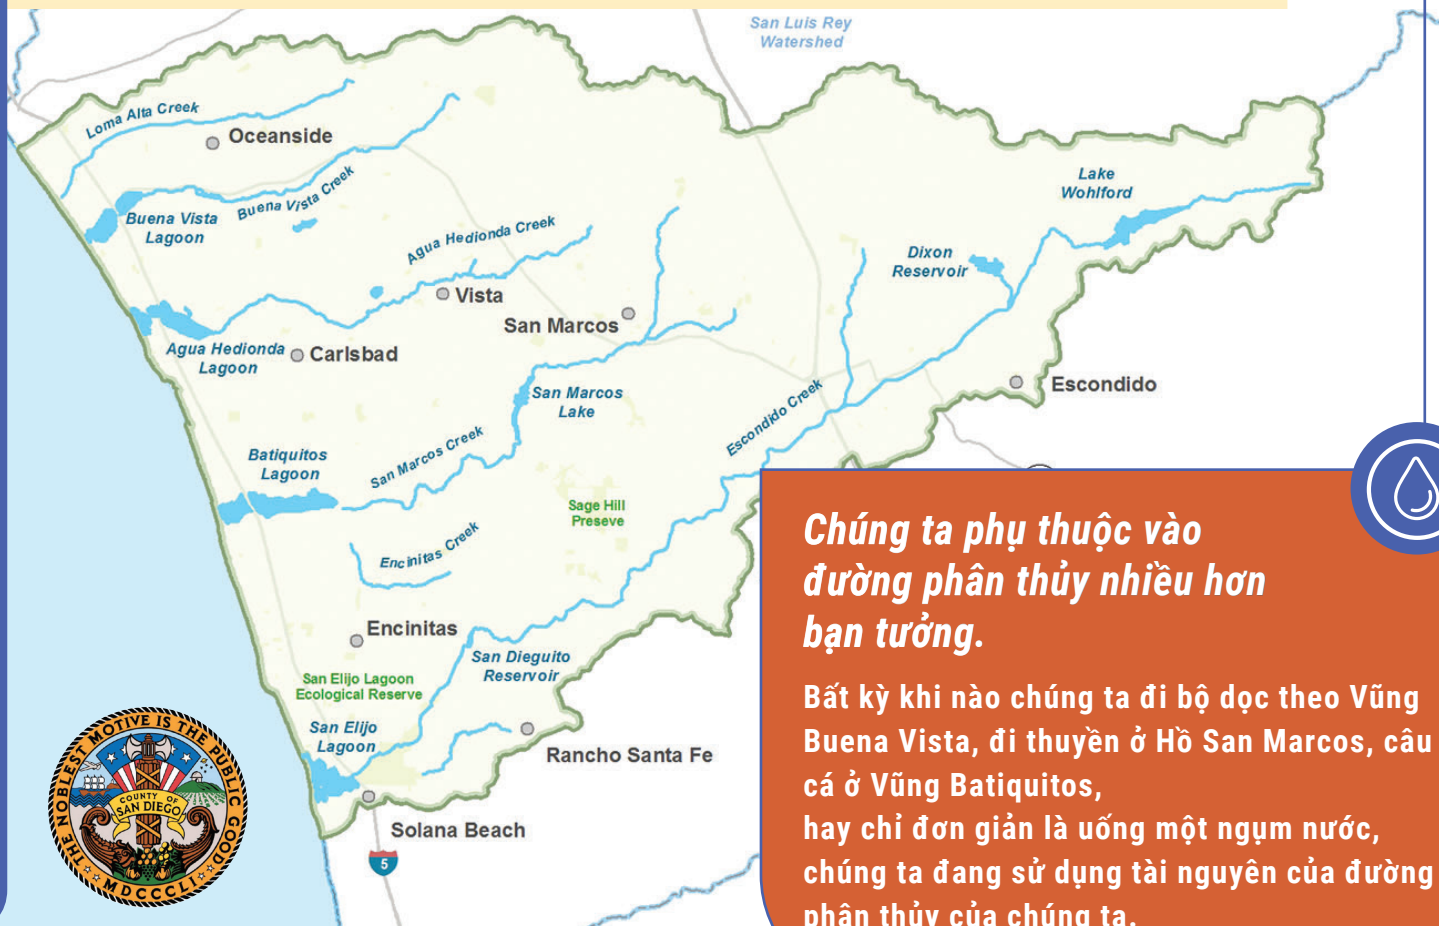 San Luis Rey
Watershed
Loma Alta Creek
Oceanside
Lake
Wohlford
Buena Vista Creek
Buena Vista
Lagoon
Agua Hedionda Creek
Dixon
Reservoir
Vista
San Marcos
Agua Hedionda
Lagoon
Carlsbad
Escondido
San Marcos
Lake
Escondido Creek
San Marcos Creek
Batiquitos
Lagoon
Sage Hill
Preseve
Encinitas Creek
Encinitas
San Dieguito
Reservoir
San Elijo Lagoon
Ecological Reserve
San Elijo
Lagoon
Rancho Santa Fe
Solana Beach
5
THE NOBLEST MOTIVE IS THE PUBLIC GOOD
COUNTY OF
SAN DIEGO
MDCCCLI
Chúng ta phụ thuộc vào
đường phân thủy nhiều hơn
bạn tưởng.
Bất kỳ khi nào chúng ta đi bộ dọc theo Vũng
Buena Vista, đi thuyền ở Hồ San Marcos, câu
cá ở Vũng Batiquitos,
hay chỉ đơn giản là uống một ngụm nước,
chúng ta đang sử dụng tài nguyên của đường
phân thủy của chúng ta.